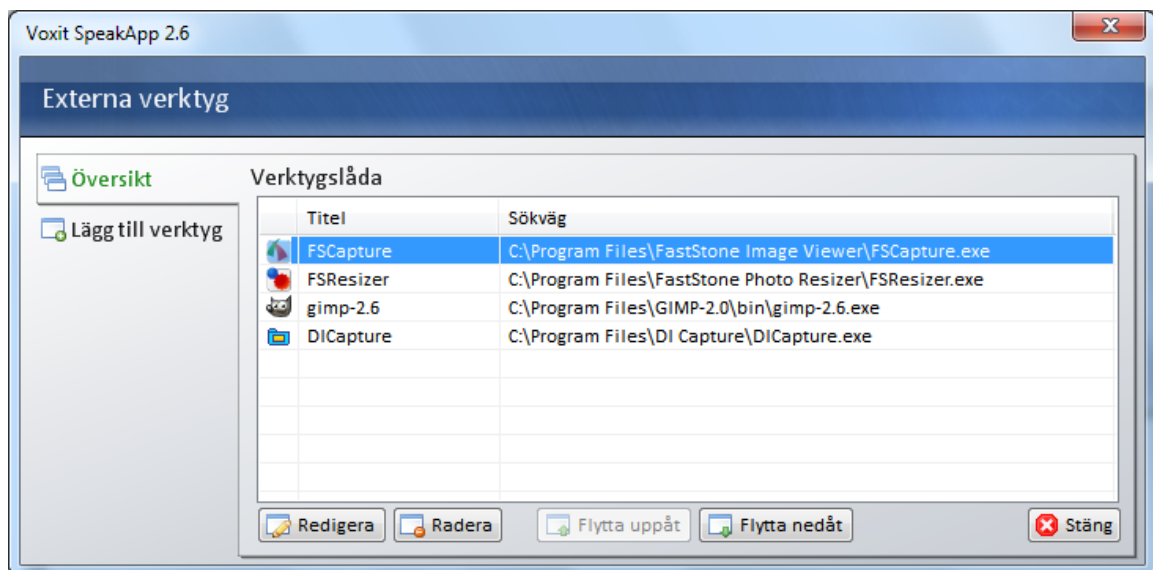 Voxit SpeakApp 2.6
Externa verktyg
Översikt
Lägg till verktyg
Verktygslåda
Titel Sökväg
FSCapture C:\Program Files\FastStone Image Viewer\FSCapture.exe
FSResizer C:\Program Files\FastStone Photo Resizer\FSResizer.exe
gimp-2.6 C:\Program Files\GIMP-2.0\bin\gimp-2.6.exe
DICapture C:\Program Files\DI Capture\DICapture.exe
Redigera Radera Flytta uppåt Flytta nedåt Stäng